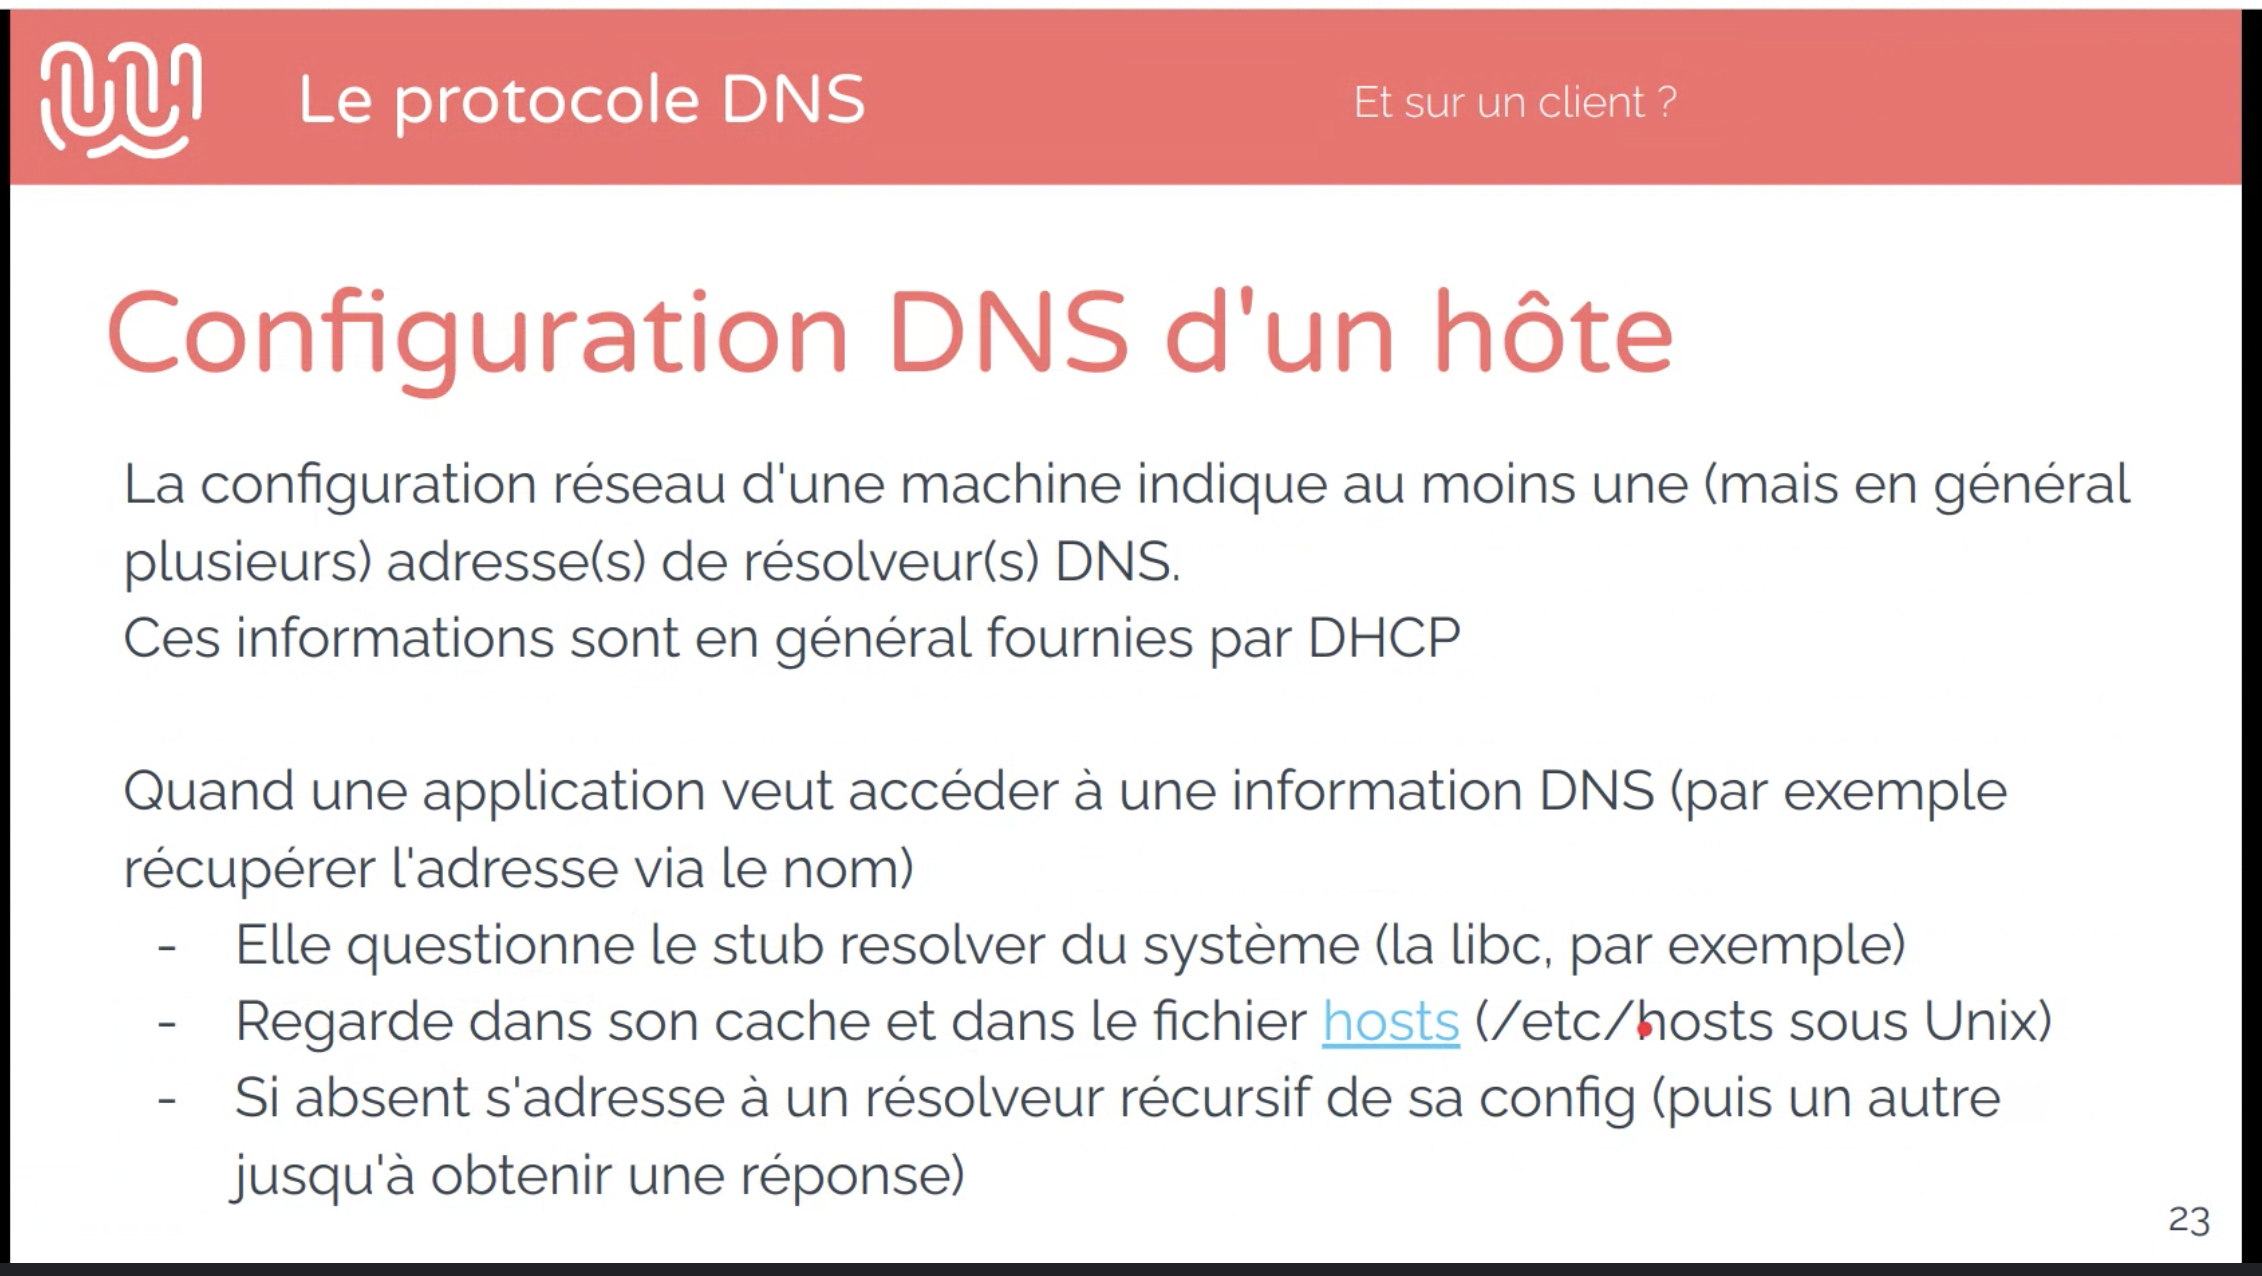 Le protocole DNS
Et sur un client ?
Configuration DNS d'un hôte
La configuration réseau d'une machine indique au moins une (mais en général
plusieurs) adresse(s) de résolveur(s) DNS.
Ces informations sont en général fournies par DHCP
Quand une application veut accéder à une information DNS (par exemple
récupérer l'adresse via le nom)
- Elle questionne le stub resolver du système (la libc, par exemple)
- Regarde dans son cache et dans le fichier hosts (/etc/hosts sous Unix)
- Si absent s'adresse à un résolveur récursif de sa config (puis un autre
jusqu'à obtenir une réponse)
23